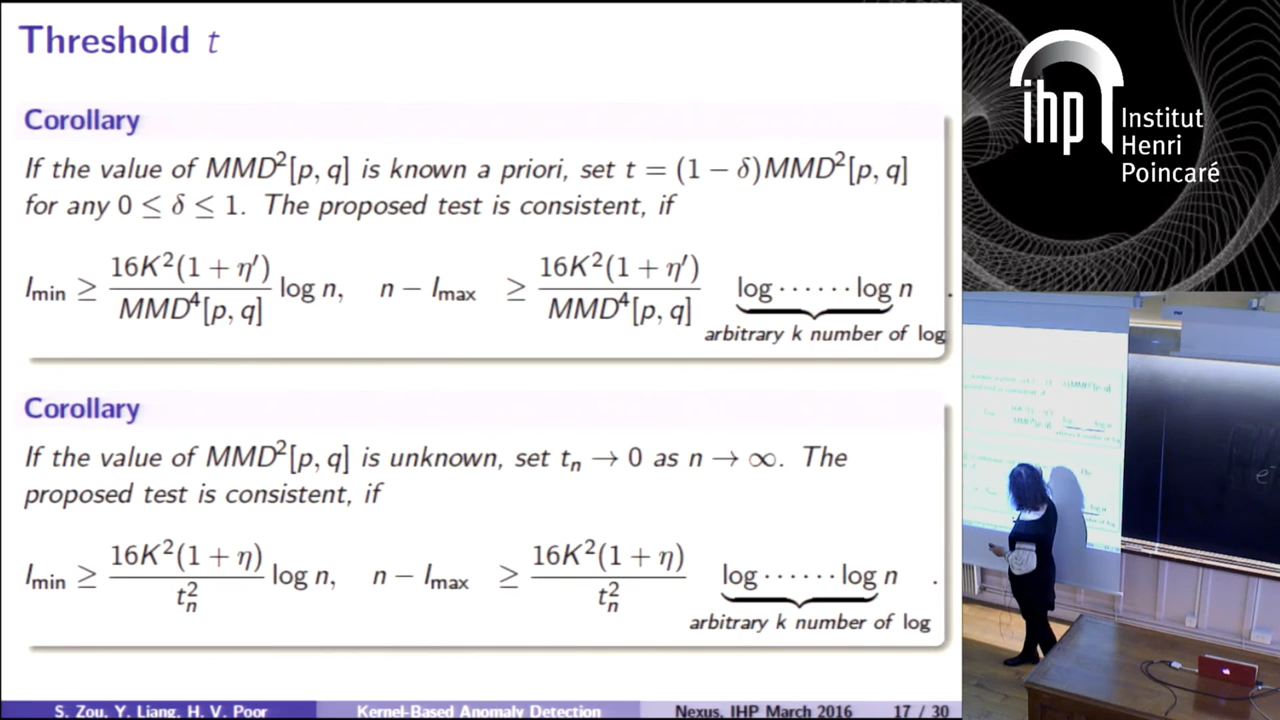 Threshold t
Corollary
If the value of MMD²[p, q] is known a priori, set t = (1 − δ)MMD²[p, q]
for any 0 ≤ δ ≤ 1. The proposed test is consistent, if
I_min ≥ 16K²(1 + η′) / MMD⁴[p, q] log n, n − I_max ≥ 16K²(1 + η′) / MMD⁴[p, q] log ······ log n .
arbitrary k number of log
Corollary
If the value of MMD²[p, q] is unknown, set t_n → 0 as n → ∞. The
proposed test is consistent, if
I_min ≥ 16K²(1 + η) / t_n² log n, n − I_max ≥ 16K²(1 + η) / t_n² log ······ log n .
arbitrary k number of log
S. Zou, Y. Liang, H. V. Poor Kernel-Based Anomaly Detection Nexus, IHP March 2016 17 / 30
ihp
Institut
Henri
Poincaré